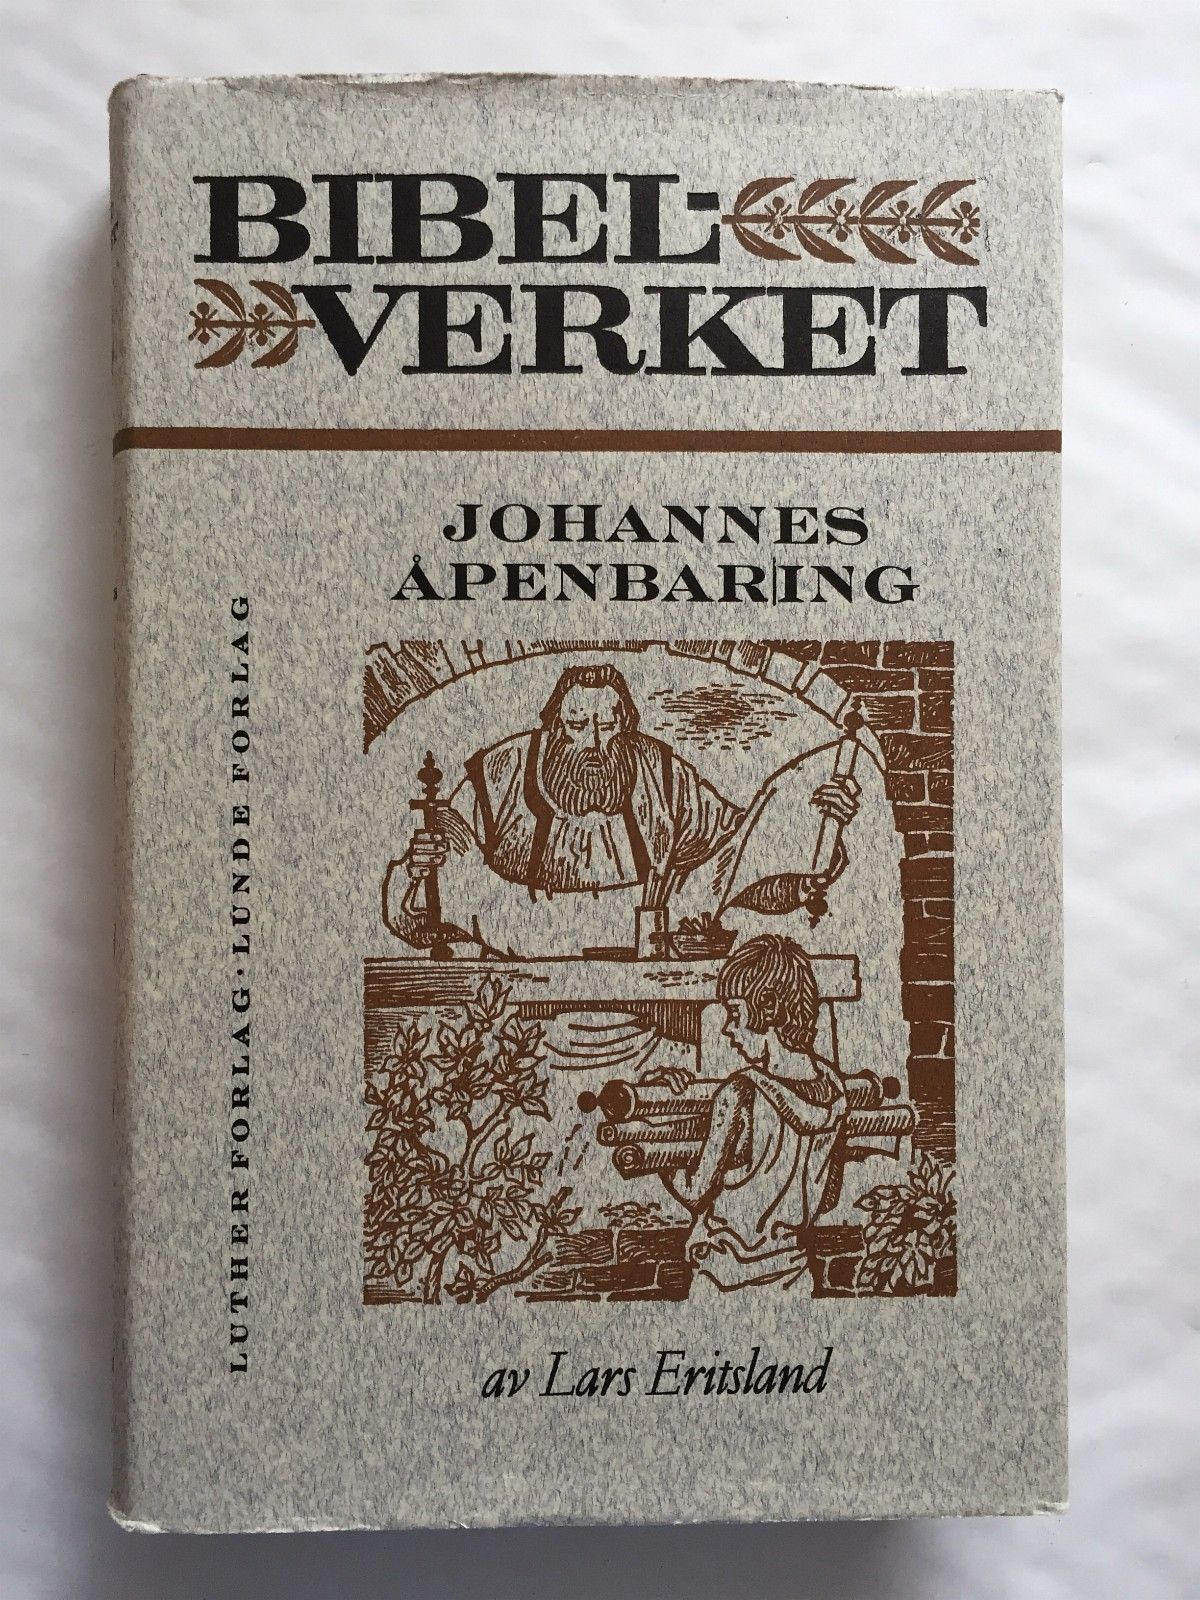 BIBEL-
VERKET
JOHANNES
ÅPENBARING
LUTHER FORLAG · LUNDE FORLAG
av Lars Eritsland